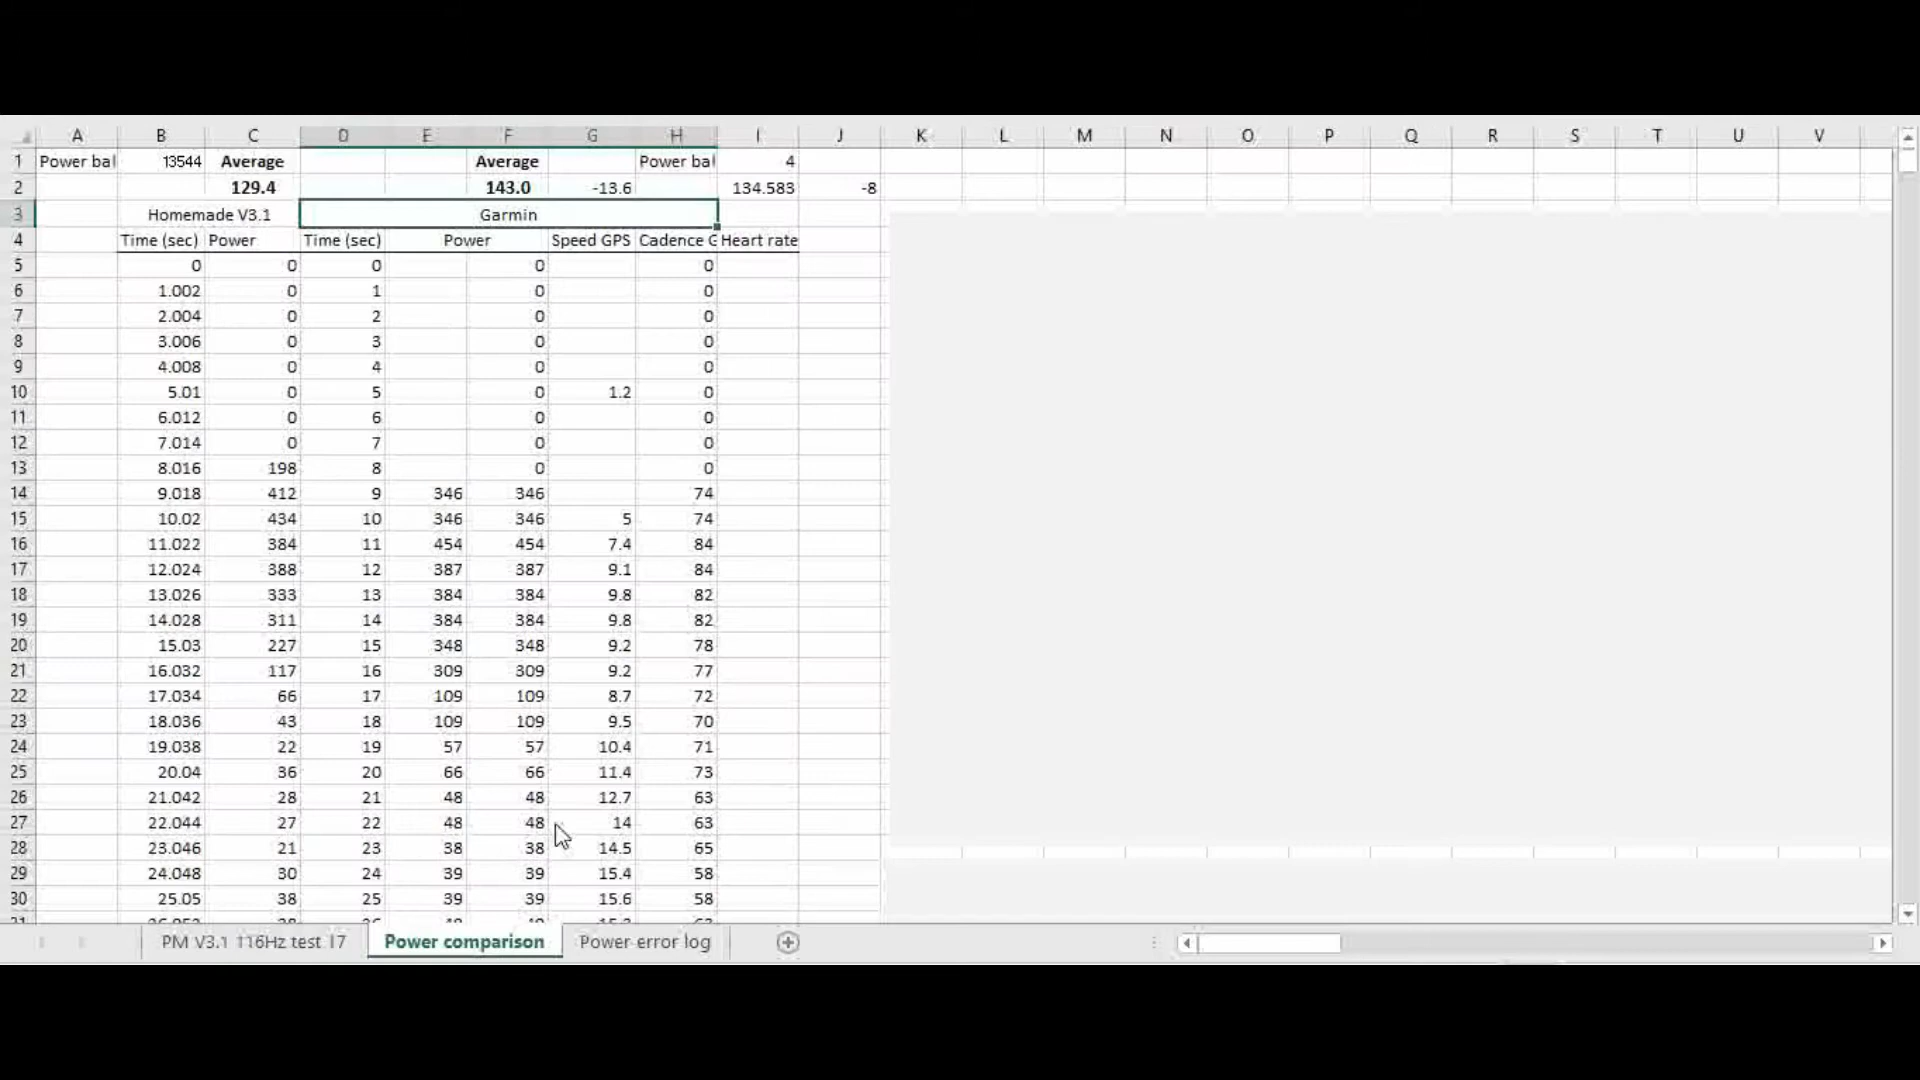 A B C D E F G H I J K L M N O P Q R S T U V
1 Power bal 13544 Average Average Power bal 4
2 129.4 143.0 -13.6 134.583 -8
3 Homemade V3.1 Garmin
4 Time (sec) Power Time (sec) Power Speed GPS Cadence G Heart rate
5 0 0 0 0 0
6 1.002 0 1 0 0
7 2.004 0 2 0 0
8 3.006 0 3 0 0
9 4.008 0 4 0 0
10 5.01 0 5 0 1.2 0
11 6.012 0 6 0 0
12 7.014 0 7 0 0
13 8.016 198 8 0 0
14 9.018 412 9 346 346 74
15 10.02 434 10 346 346 5 74
16 11.022 384 11 454 454 7.4 84
17 12.024 388 12 387 387 9.1 84
18 13.026 333 13 384 384 9.8 82
19 14.028 311 14 384 384 9.8 82
20 15.03 227 15 348 348 9.2 78
21 16.032 117 16 309 309 9.2 77
22 17.034 66 17 109 109 8.7 72
23 18.036 43 18 109 109 9.5 70
24 19.038 22 19 57 57 10.4 71
25 20.04 36 20 66 66 11.4 73
26 21.042 28 21 48 48 12.7 63
27 22.044 27 22 48 48 14 63
28 23.046 21 23 38 38 14.5 65
29 24.048 30 24 39 39 15.4 58
30 25.05 38 25 39 39 15.6 58
PM V3.1 116Hz test 17 Power comparison Power error log